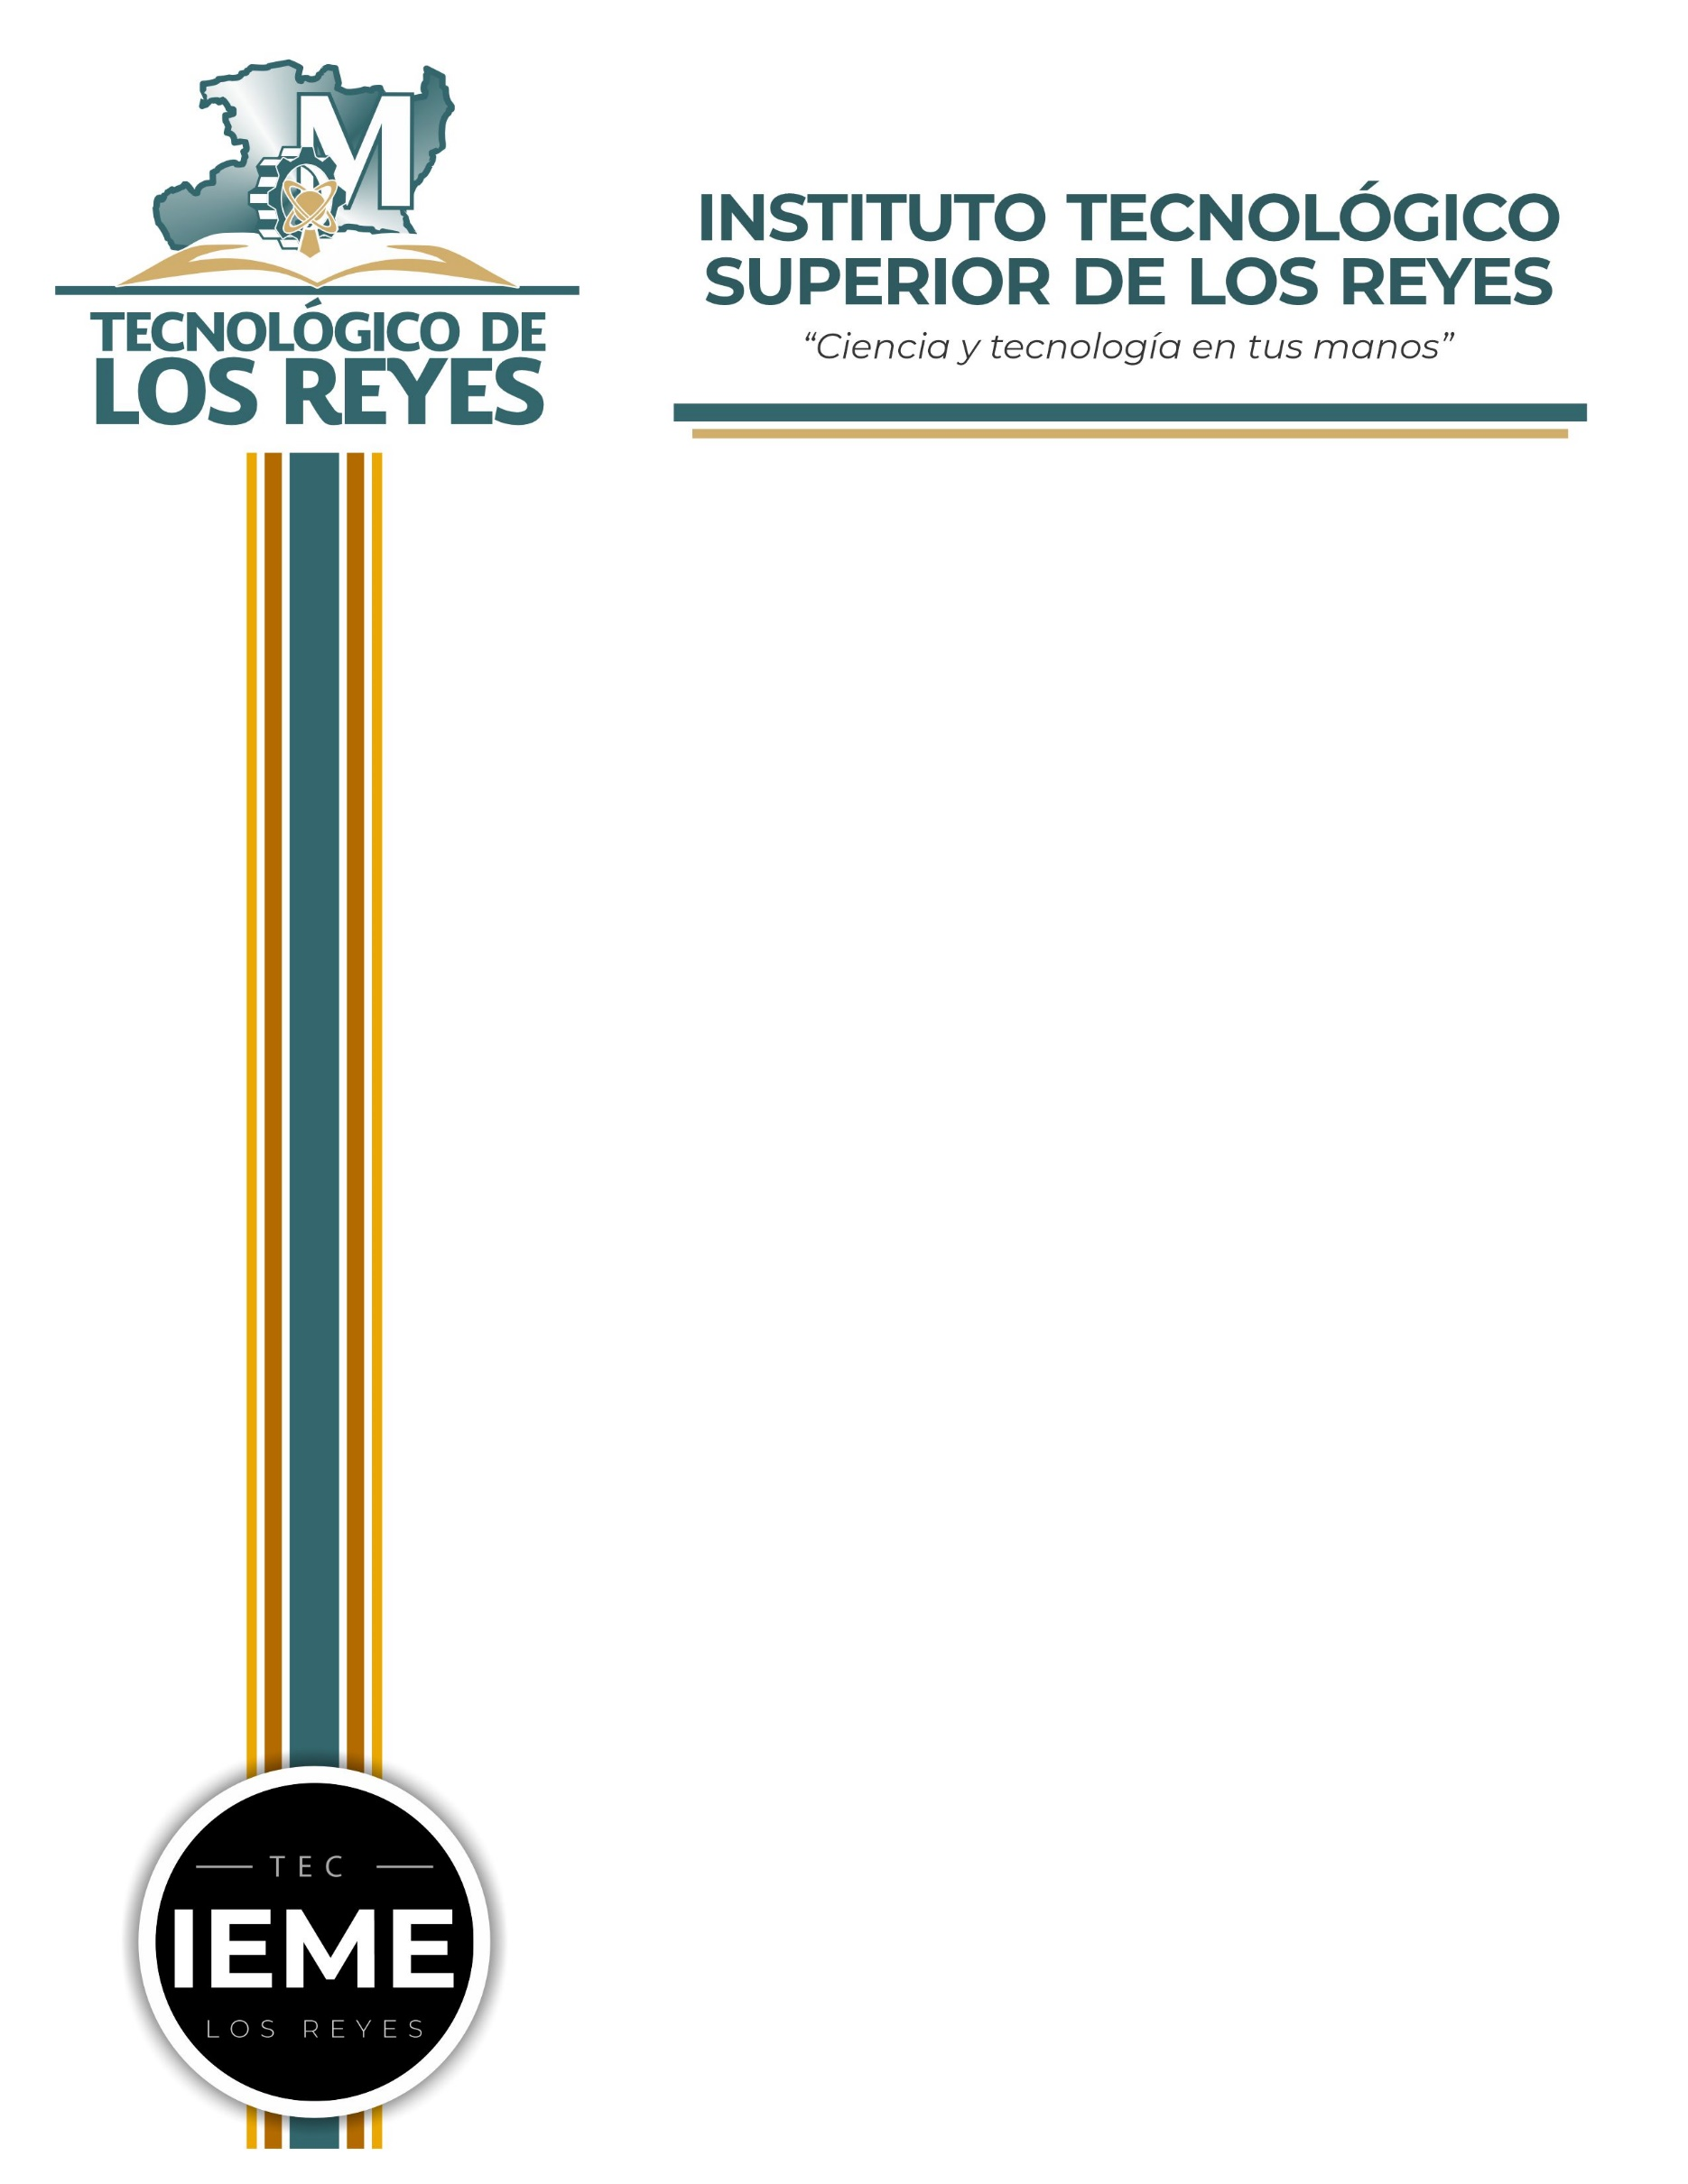 M
TECNOLÓGICO DE
LOS REYES
INSTITUTO TECNOLÓGICO
SUPERIOR DE LOS REYES
“Ciencia y tecnología en tus manos”
TEC
IEME
LOS REYES